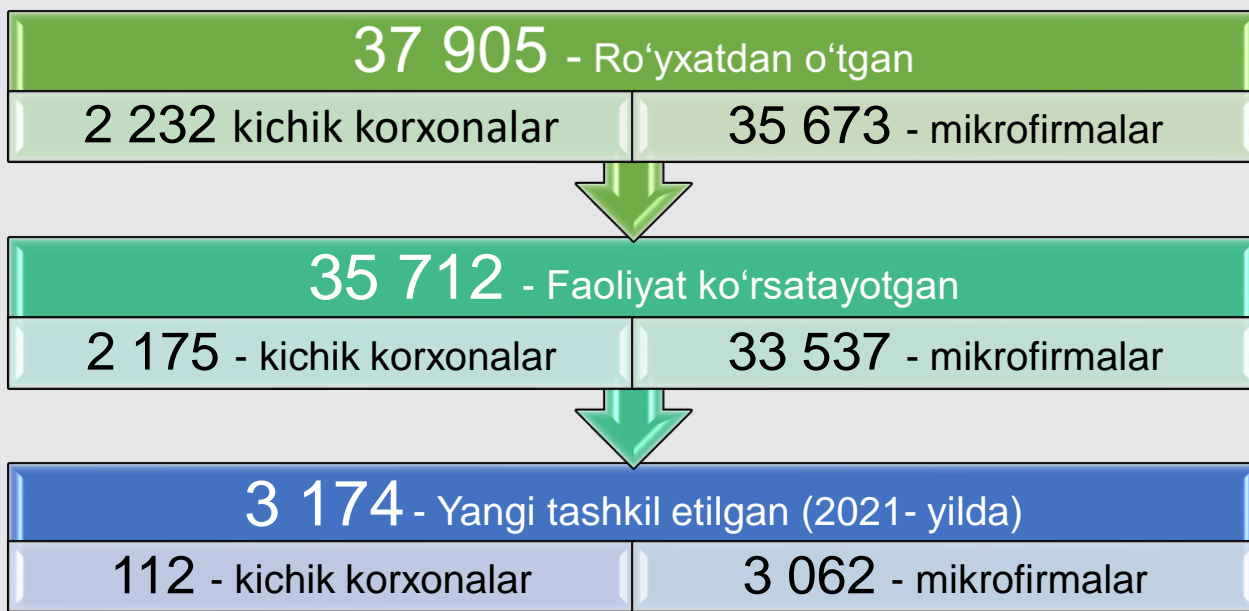 37 905 - Ro‘yxatdan o‘tgan
2 232 kichik korxonalar
35 673 - mikrofirmalar
35 712 - Faoliyat ko‘rsatayotgan
2 175 - kichik korxonalar
33 537 - mikrofirmalar
3 174 - Yangi tashkil etilgan (2021- yilda)
112 - kichik korxonalar
3 062 - mikrofirmalar